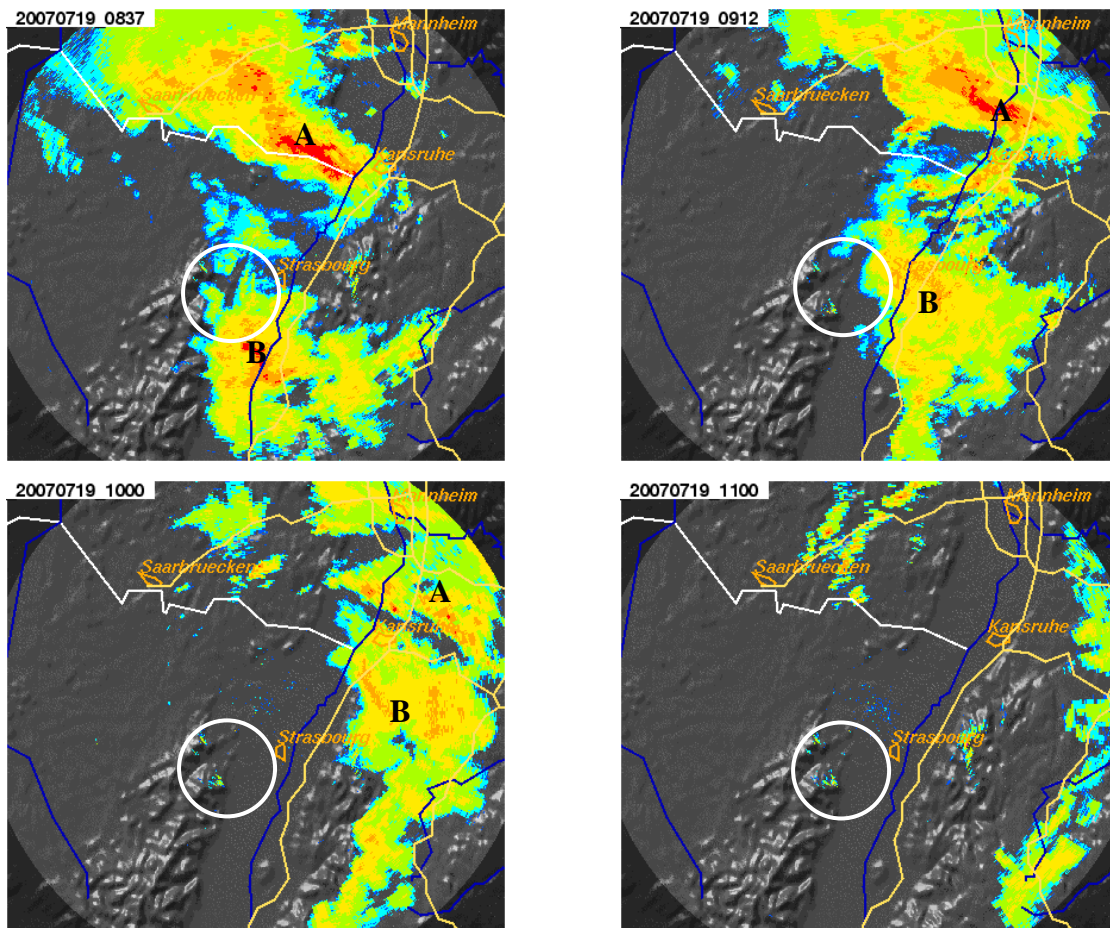 20070719_0837
Mannheim
Saarbruecken
A
Karlsruhe
Strasbourg
B
20070719_0912
Mannheim
Saarbruecken
A
Strasbourg
B
20070719_1000
Mannheim
Saarbruecken
A
Karlsruhe
B
Strasbourg
20070719_1100
Mannheim
Saarbruecken
Karlsruhe
Strasbourg